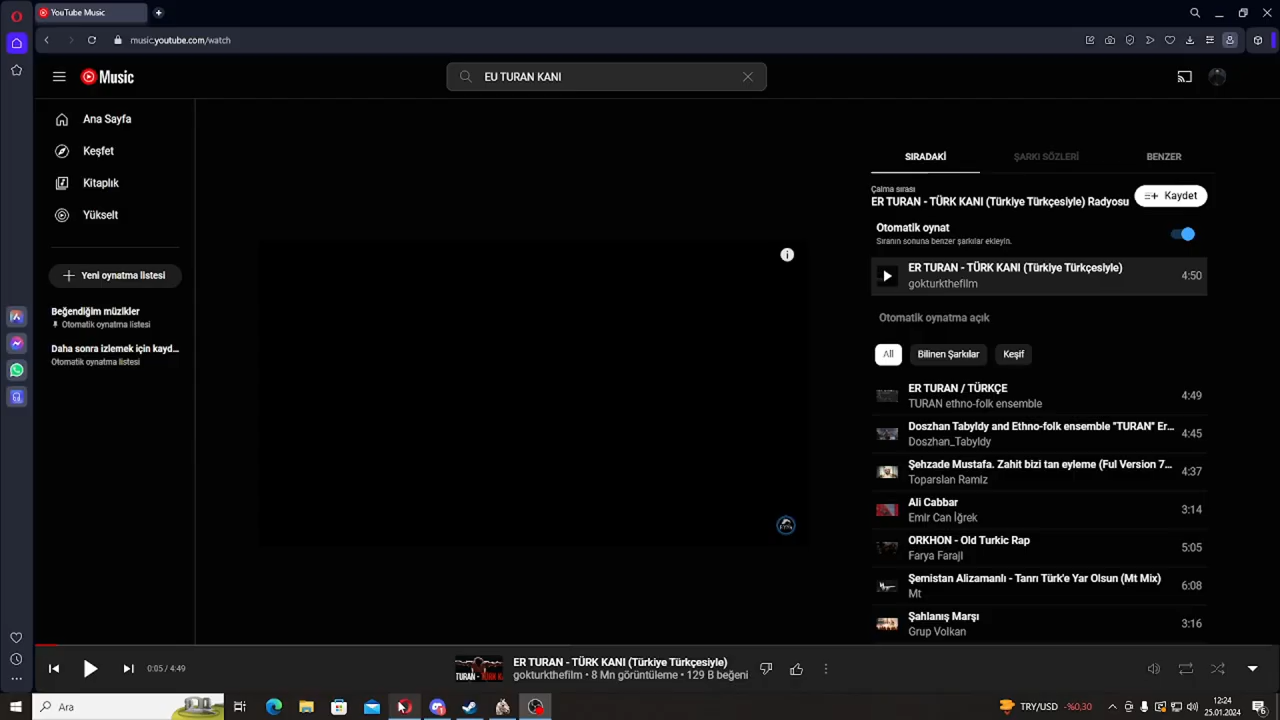 YouTube Music
music.youtube.com/watch
Music
EU TURAN KANI
Ana Sayfa
Keşfet
Kitaplık
Yükselt
Yeni oynatma listesi
Beğendiğim müzikler
Otomatik oynatma listesi
Daha sonra izlemek için kayd...
Otomatik oynatma listesi
SIRADAKİ
ŞARKI SÖZLERİ
BENZER
Çalma sırası
ER TURAN - TÜRK KANI (Türkiye Türkçesiyle) Radyosu
Kaydet
Otomatik oynat
Sıranın sonuna benzer şarkılar ekleyin.
ER TURAN - TÜRK KANI (Türkiye Türkçesiyle)
gokturkthefilm
4:50
Otomatik oynatma açık
All
Bilinen Şarkılar
Keşif
ER TURAN / TÜRKÇE
TURAN ethno-folk ensemble
4:49
Doszhan Tabyldy and Ethno-folk ensemble "TURAN" Er...
Doszhan_Tabyldy
4:45
Şehzade Mustafa. Zahit bizi tan eyleme (Ful Version 7...
Toparslan Ramiz
4:37
Ali Cabbar
Emir Can İğrek
3:14
ORKHON - Old Turkic Rap
Farya Faraji
5:05
Şemistan Alizamanlı - Tanrı Türk'e Yar Olsun (Mt Mix)
Mt
6:08
Şahlanış Marşı
Grup Volkan
3:16
0:05 / 4:49
ER TURAN - TÜRK KANI (Türkiye Türkçesiyle)
gokturkthefilm • 8 Mn görüntüleme • 129 B beğeni
Ara
TRY/USD
-%0,30
12:24
25.01.2024